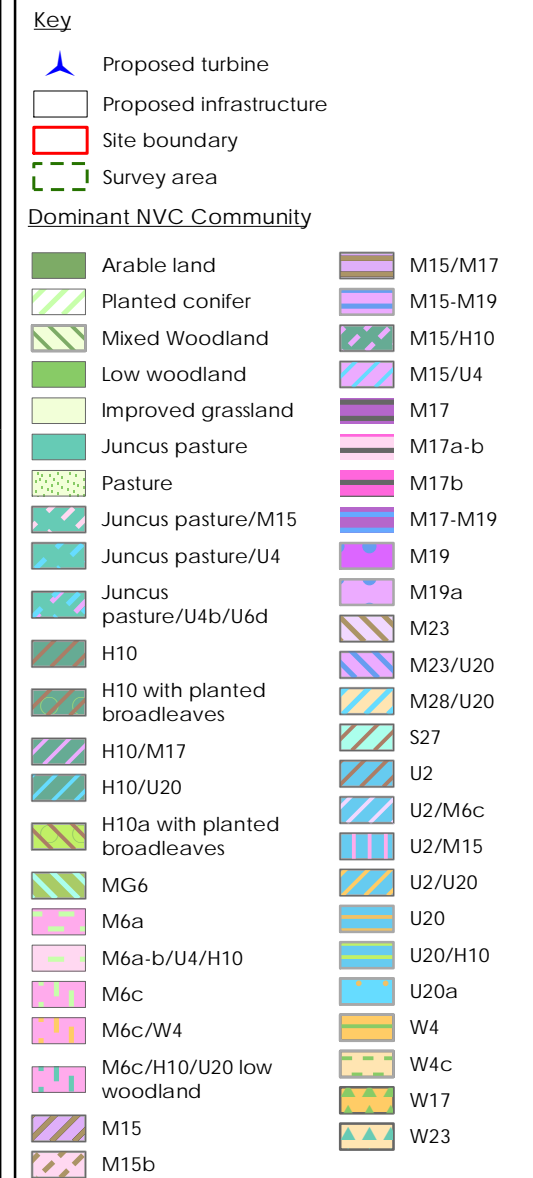 Key
Proposed turbine
Proposed infrastructure
Site boundary
Survey area
Dominant NVC Community
Arable land
Planted conifer
Mixed Woodland
Low woodland
Improved grassland
Juncus pasture
Pasture
Juncus pasture/M15
Juncus pasture/U4
Juncus
pasture/U4b/U6d
H10
H10 with planted
broadleaves
H10/M17
H10/U20
H10a with planted
broadleaves
MG6
M6a
M6a-b/U4/H10
M6c
M6c/W4
M6c/H10/U20 low
woodland
M15
M15b
M15/M17
M15-M19
M15/H10
M15/U4
M17
M17a-b
M17b
M17-M19
M19
M19a
M23
M23/U20
M28/U20
S27
U2
U2/M6c
U2/M15
U2/U20
U20
U20/H10
U20a
W4
W4c
W17
W23